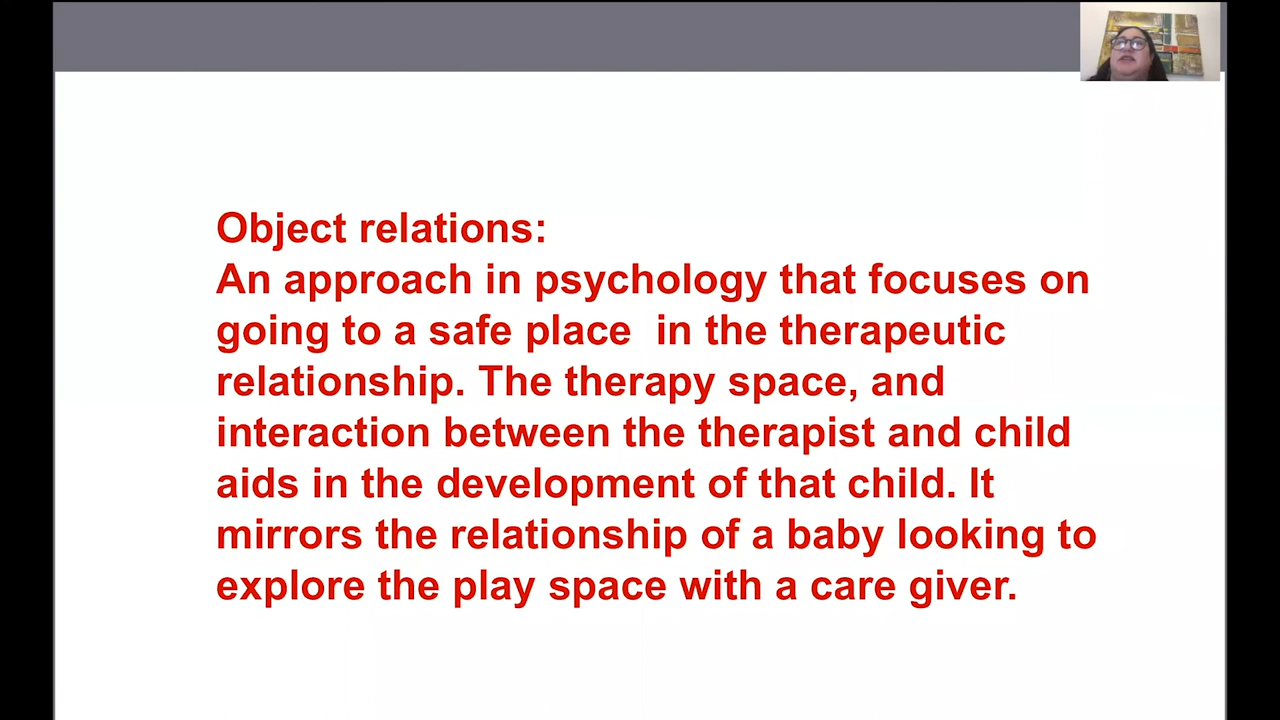 Object relations:
An approach in psychology that focuses on
going to a safe place  in the therapeutic
relationship. The therapy space, and
interaction between the therapist and child
aids in the development of that child. It
mirrors the relationship of a baby looking to
explore the play space with a care giver.